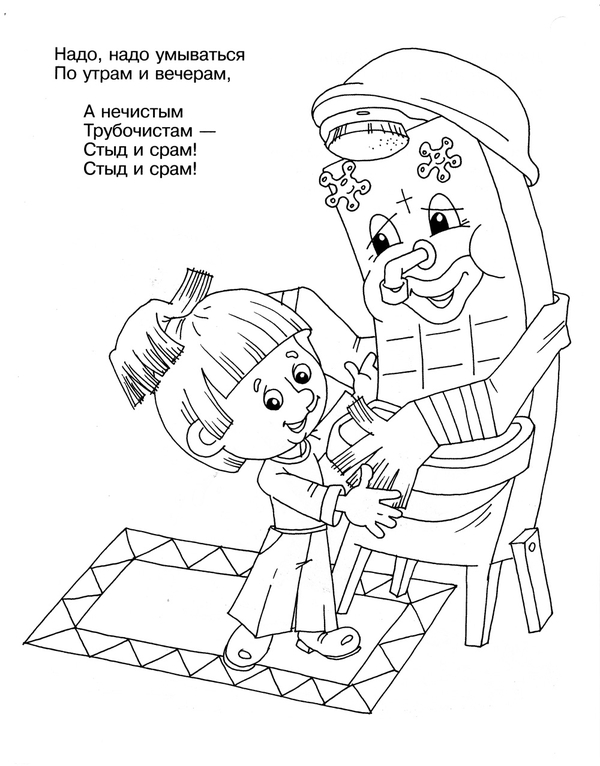 Надо, надо умываться
По утрам и вечерам,
А нечистым
Трубочистам —
Стыд и срам!
Стыд и срам!